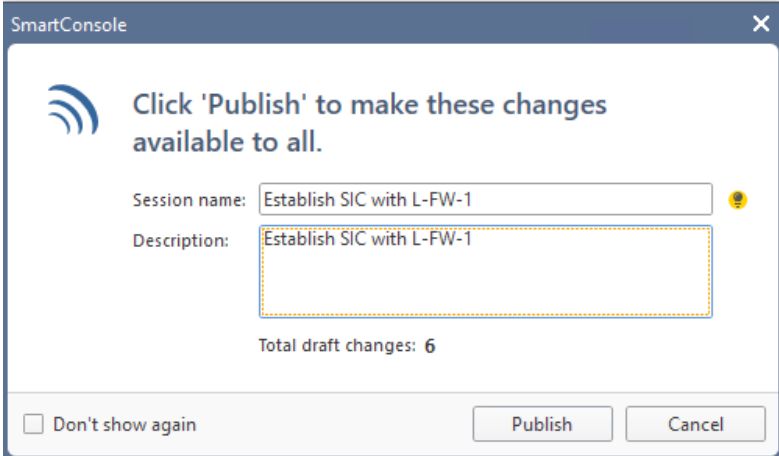 SmartConsole
Click 'Publish' to make these changes
available to all.
Session name: Establish SIC with L-FW-1
Description: Establish SIC with L-FW-1
Total draft changes: 6
Don't show again
Publish
Cancel